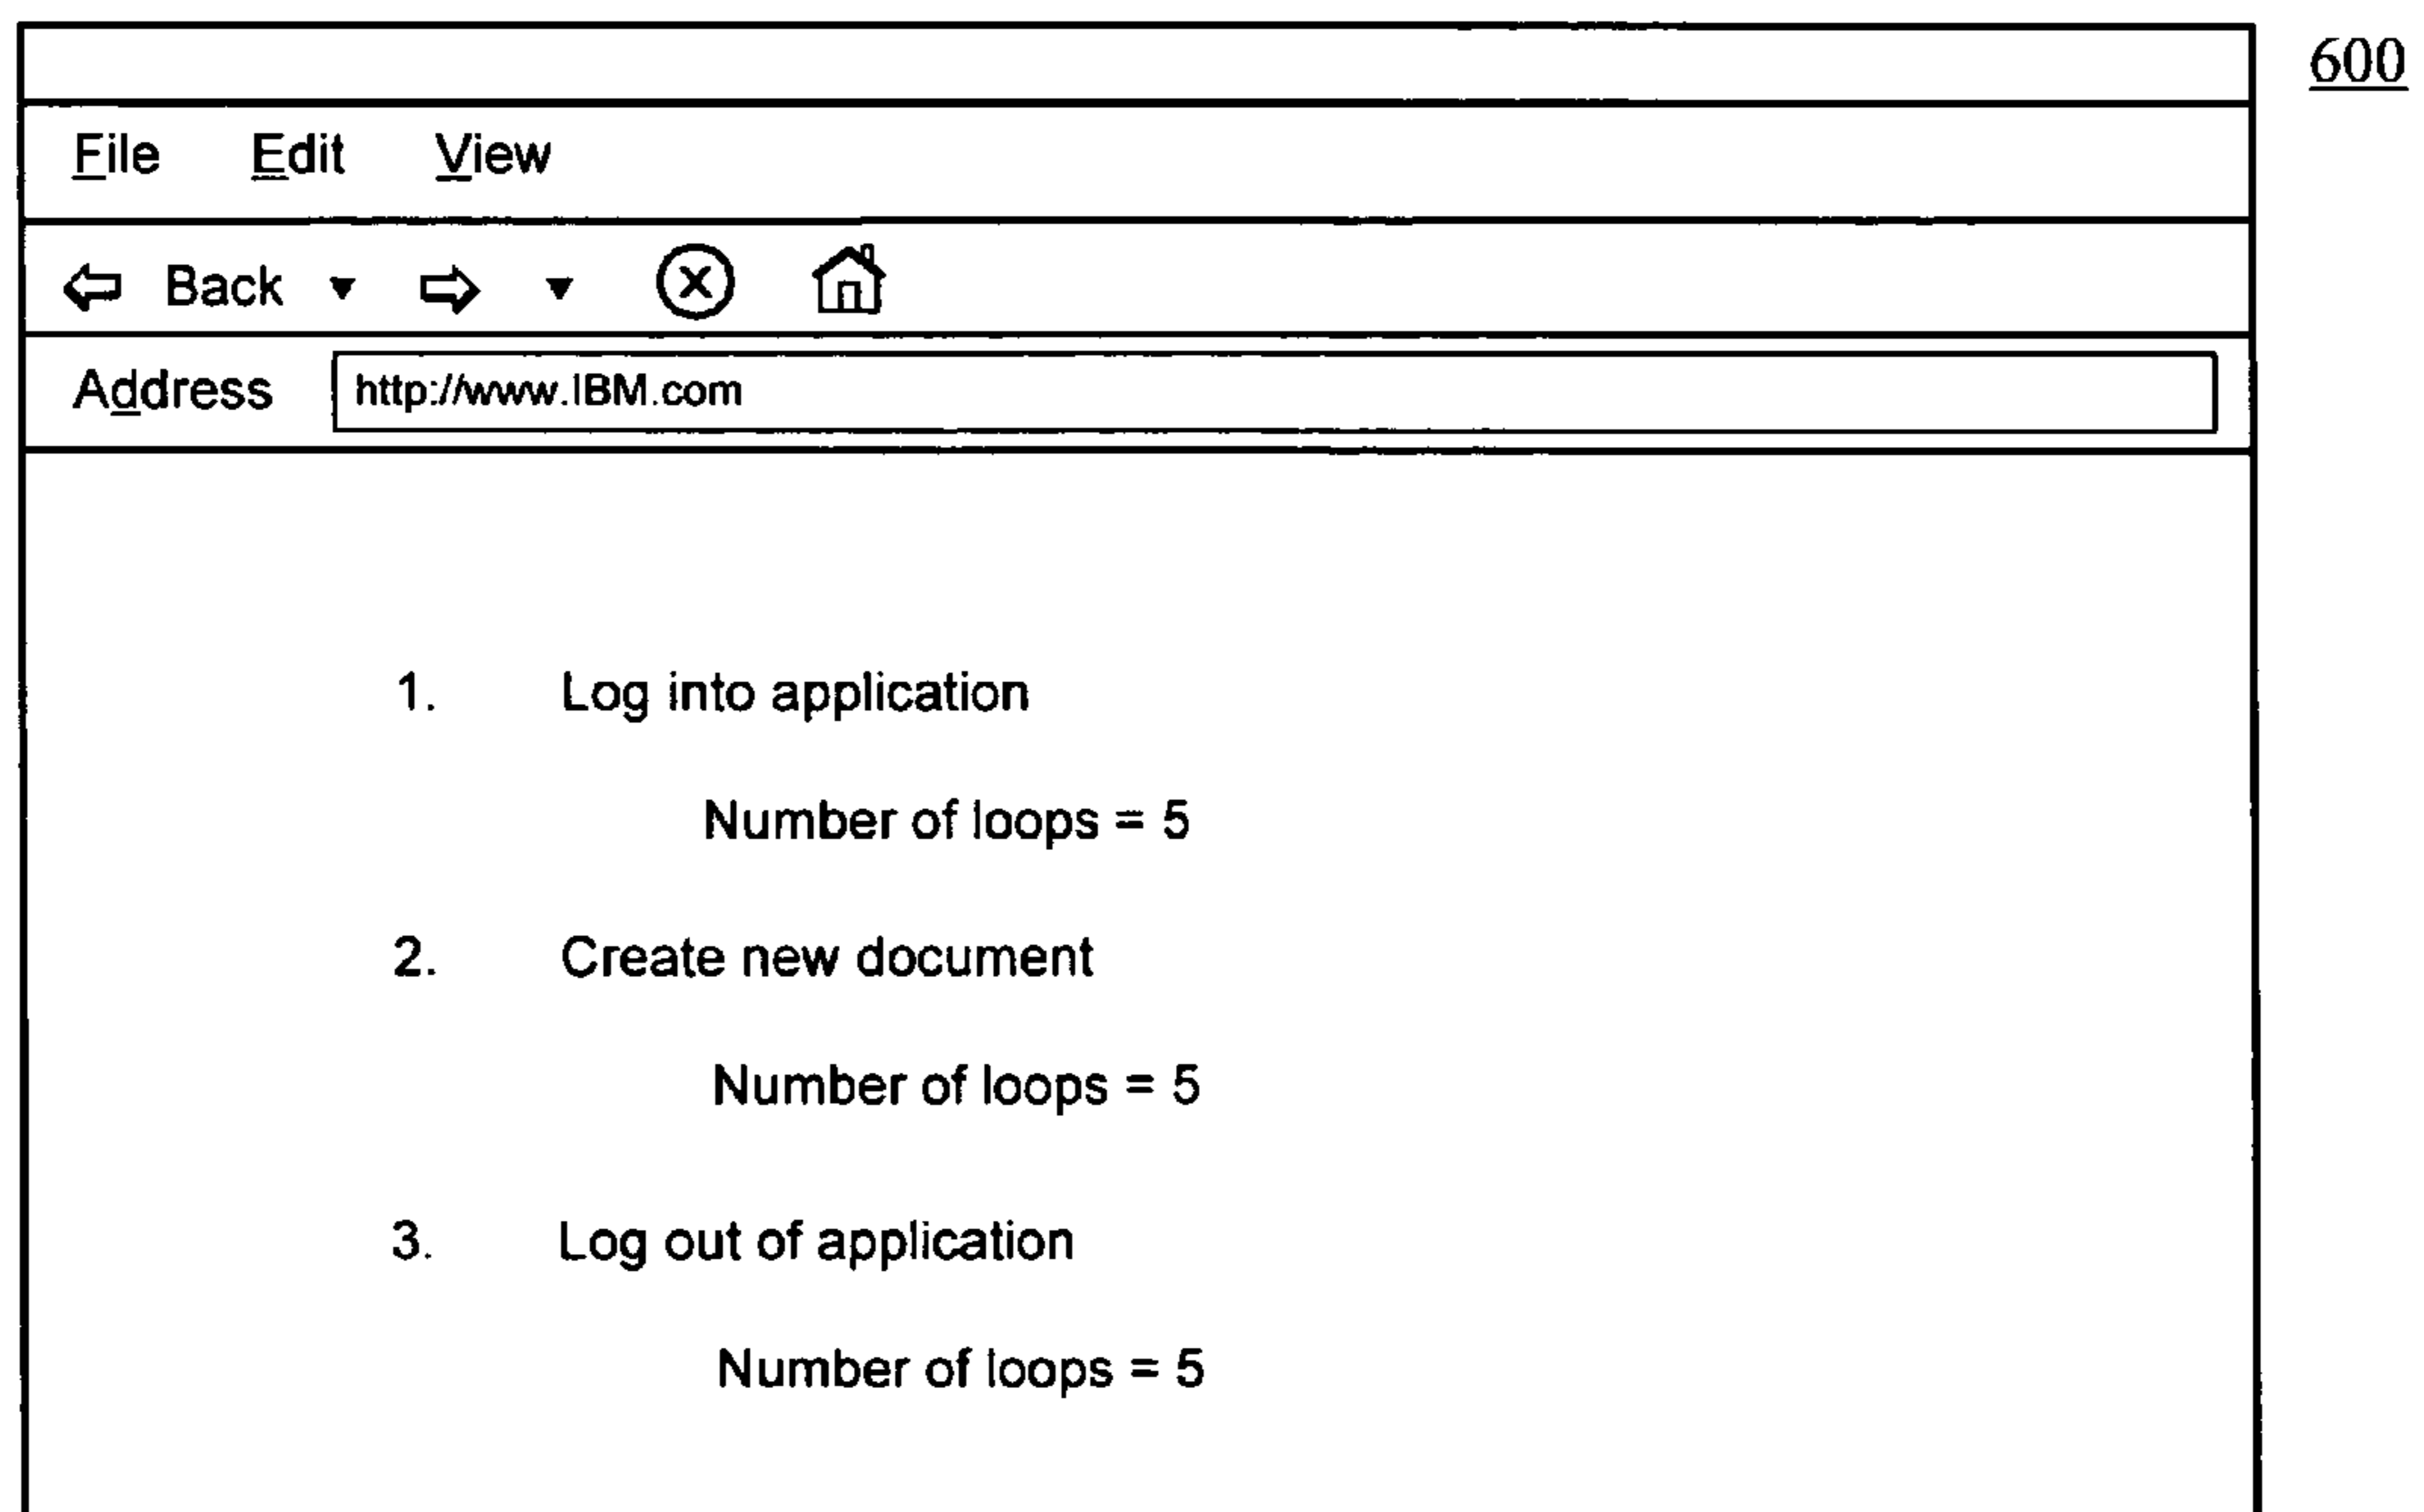 600
File Edit View
Back
Address http://www.IBM.com
1. Log into application
Number of loops = 5
2. Create new document
Number of loops = 5
3. Log out of application
Number of loops = 5